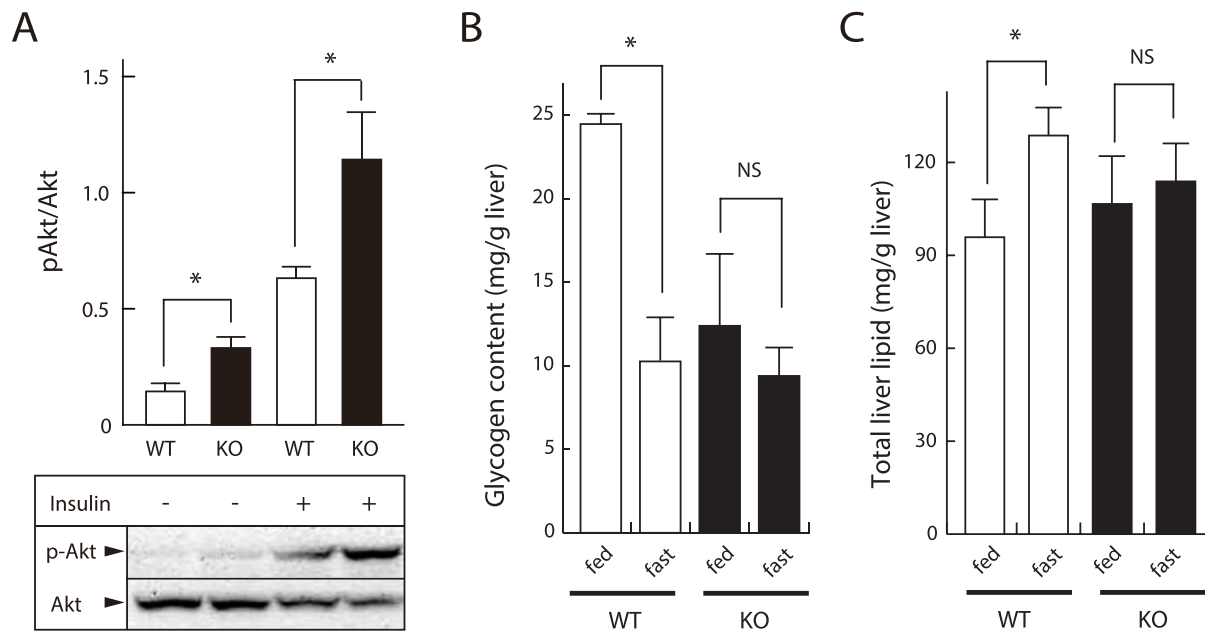 A
pAkt/Akt
1.5
1.0
0.5
0
*
*
WT KO WT KO
Insulin - - + +
p-Akt
Akt
B
Glycogen content (mg/g liver)
25
20
15
10
5
0
*
NS
fed fast fed fast
WT KO
C
Total liver lipid (mg/g liver)
120
90
60
30
0
*
NS
fed fast fed fast
WT KO